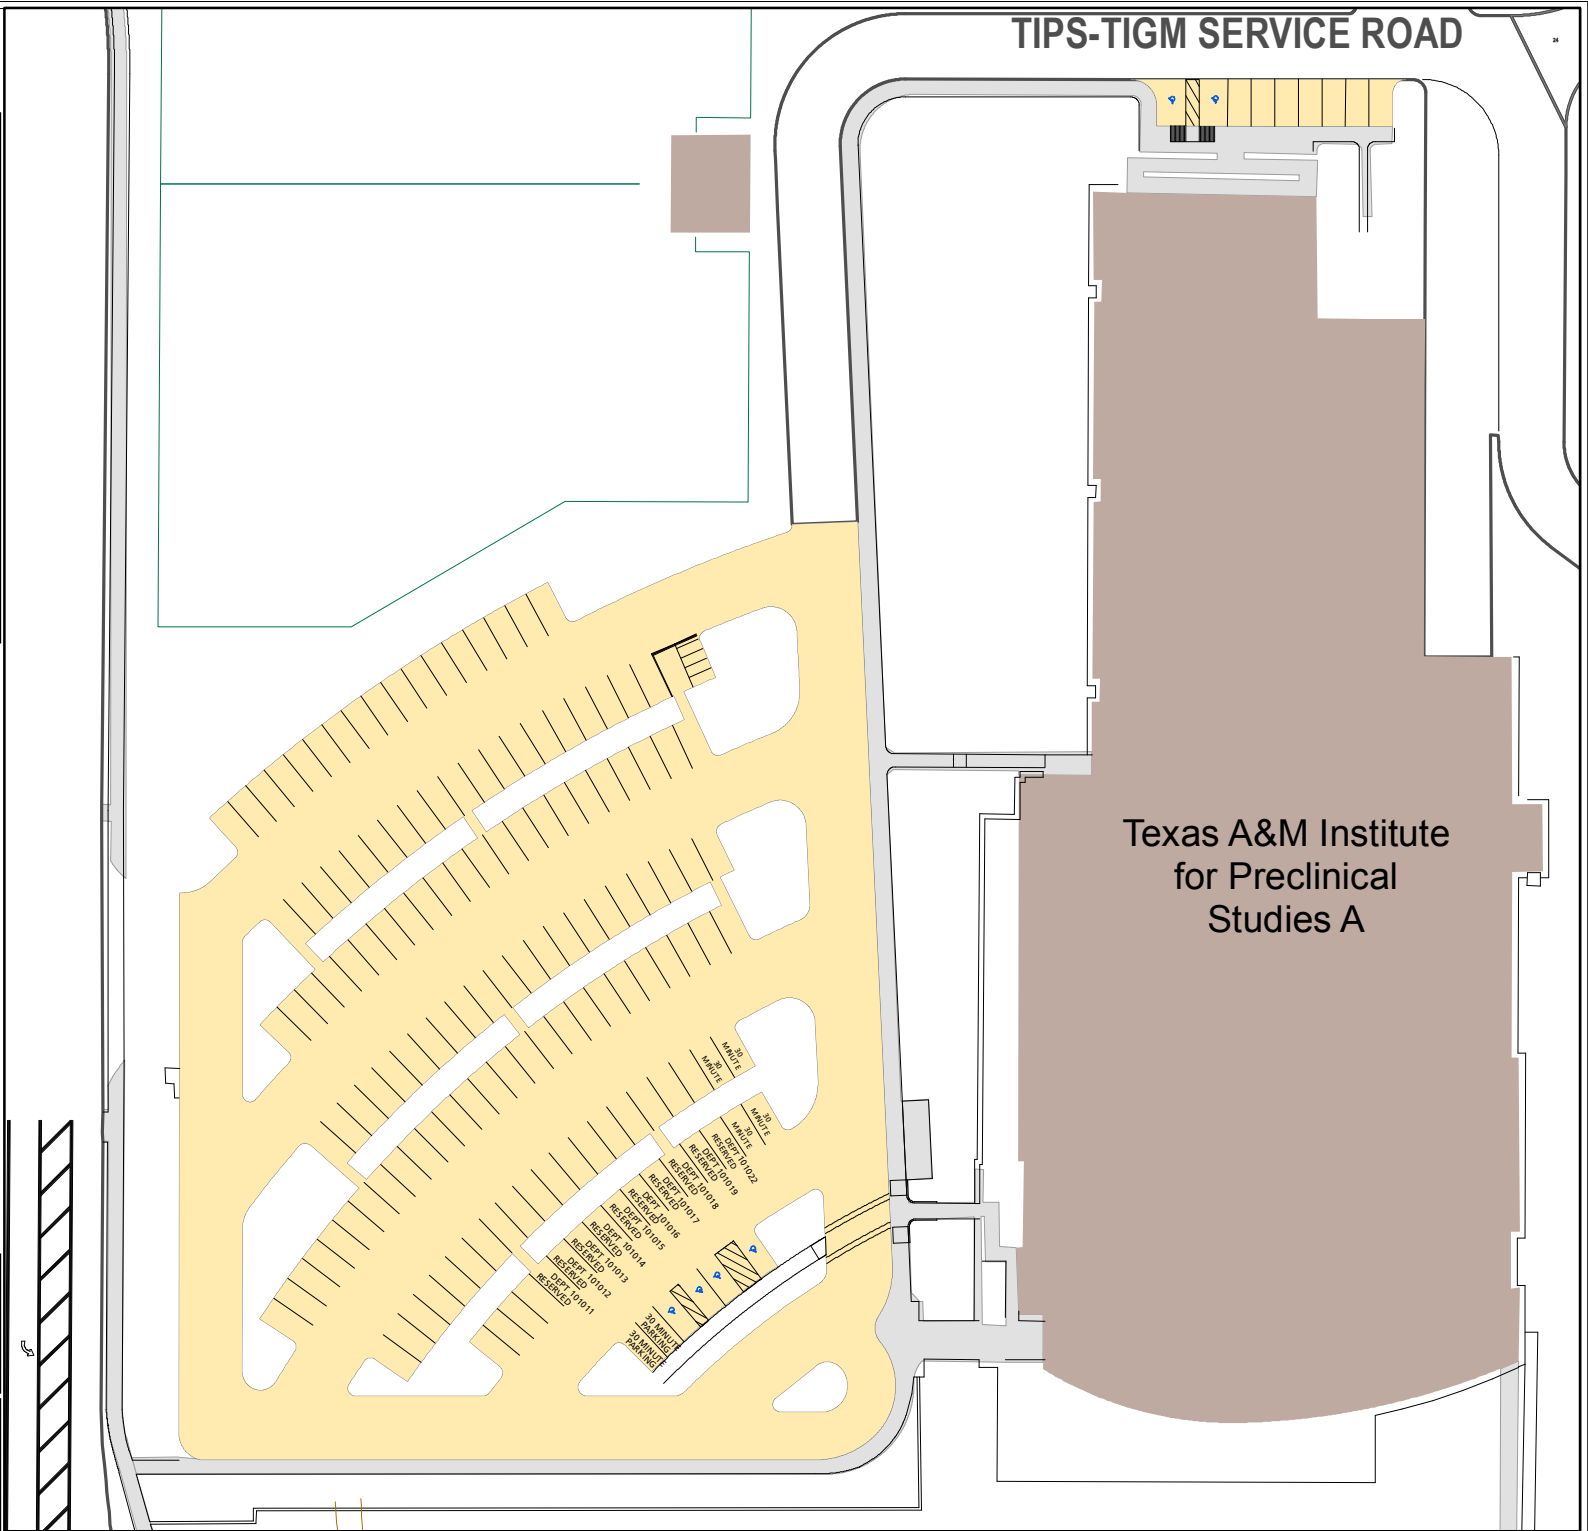 TIPS-TIGM SERVICE ROAD
24
Texas A&M Institute
for Preclinical
Studies A
30
MINUTE
30
MINUTE
30
MINUTE
30
MINUTE
DEPT 101022
RESERVED
DEPT 101019
RESERVED
DEPT 101018
RESERVED
DEPT 101017
RESERVED
DEPT 101016
RESERVED
DEPT 101015
RESERVED
DEPT 101014
RESERVED
DEPT 101013
RESERVED
DEPT 101012
RESERVED
DEPT 101011
RESERVED
30 MINUTE
PARKING
30 MINUTE
PARKING